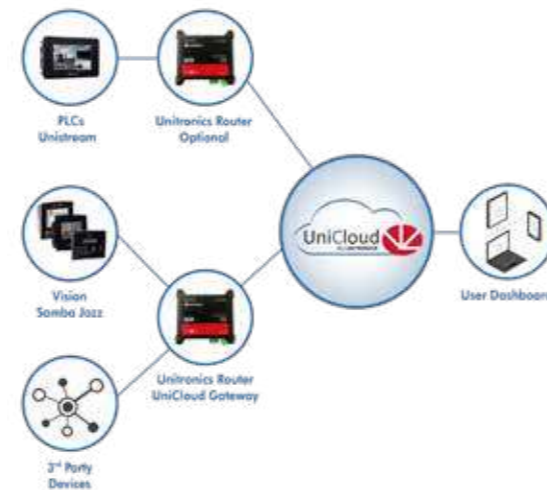 PLCs
Unistream
Unitronics Router
Optional
UniCloud
User Dashboard
Vision
Samba Jazz
Unitronics Router
UniCloud Gateway
3rd Party
Devices